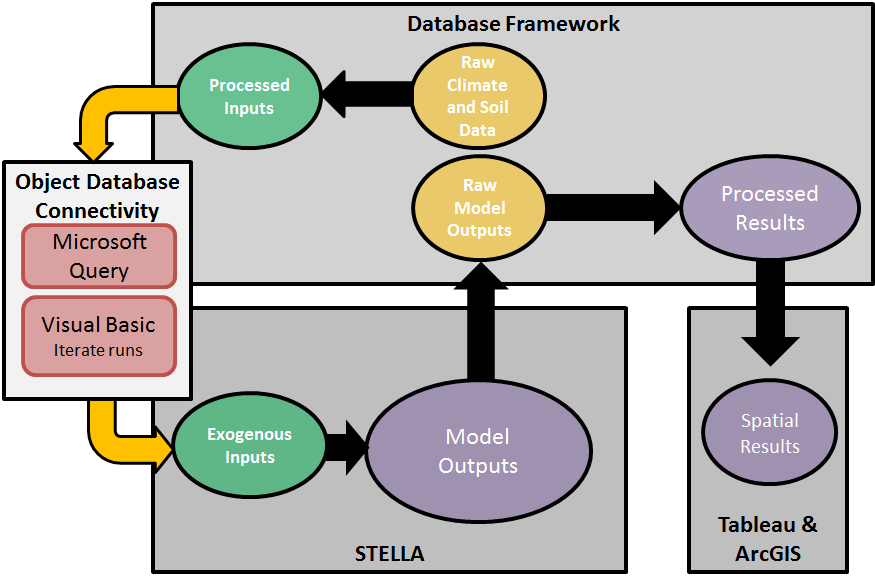 Database Framework
Processed
Inputs
Raw
Climate
and Soil
Data
Object Database
Connectivity
Microsoft
Query
Visual Basic
Iterate runs
Raw
Model
Outputs
Processed
Results
Exogenous
Inputs
Model
Outputs
STELLA
Spatial
Results
Tableau &
ArcGIS